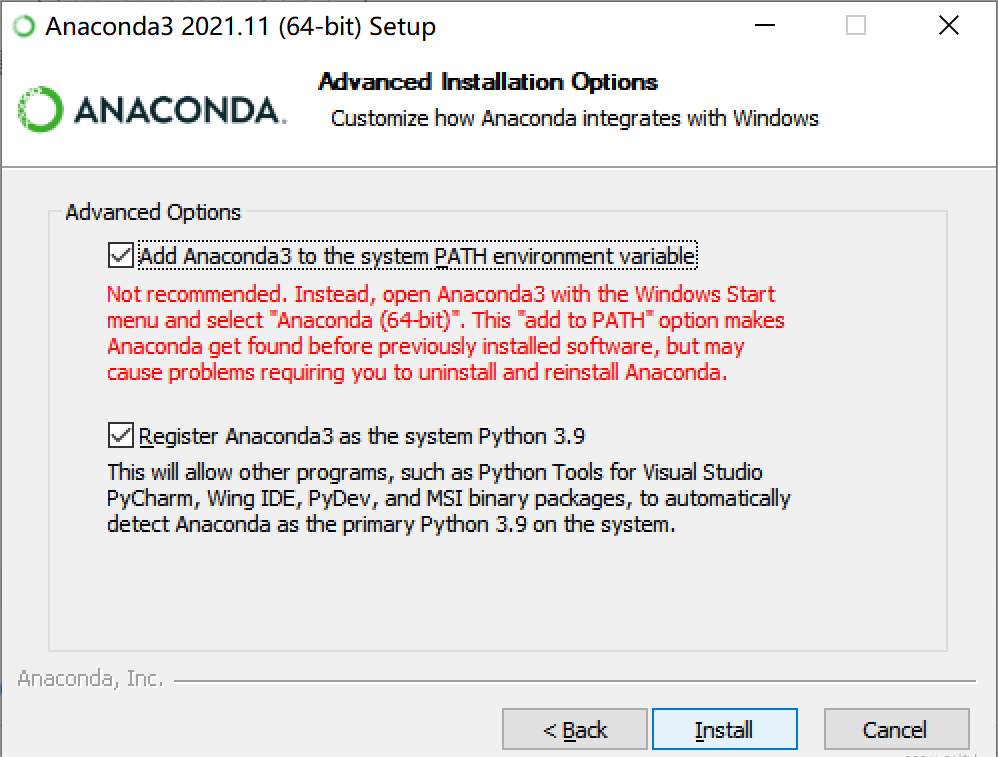 Anaconda3 2021.11 (64-bit) Setup
ANACONDA.
Advanced Installation Options
Customize how Anaconda integrates with Windows
Advanced Options
Add Anaconda3 to the system PATH environment variable
Not recommended. Instead, open Anaconda3 with the Windows Start
menu and select "Anaconda (64-bit)". This "add to PATH" option makes
Anaconda get found before previously installed software, but may
cause problems requiring you to uninstall and reinstall Anaconda.
Register Anaconda3 as the system Python 3.9
This will allow other programs, such as Python Tools for Visual Studio
PyCharm, Wing IDE, PyDev, and MSI binary packages, to automatically
detect Anaconda as the primary Python 3.9 on the system.
Anaconda, Inc.
< Back
Install
Cancel